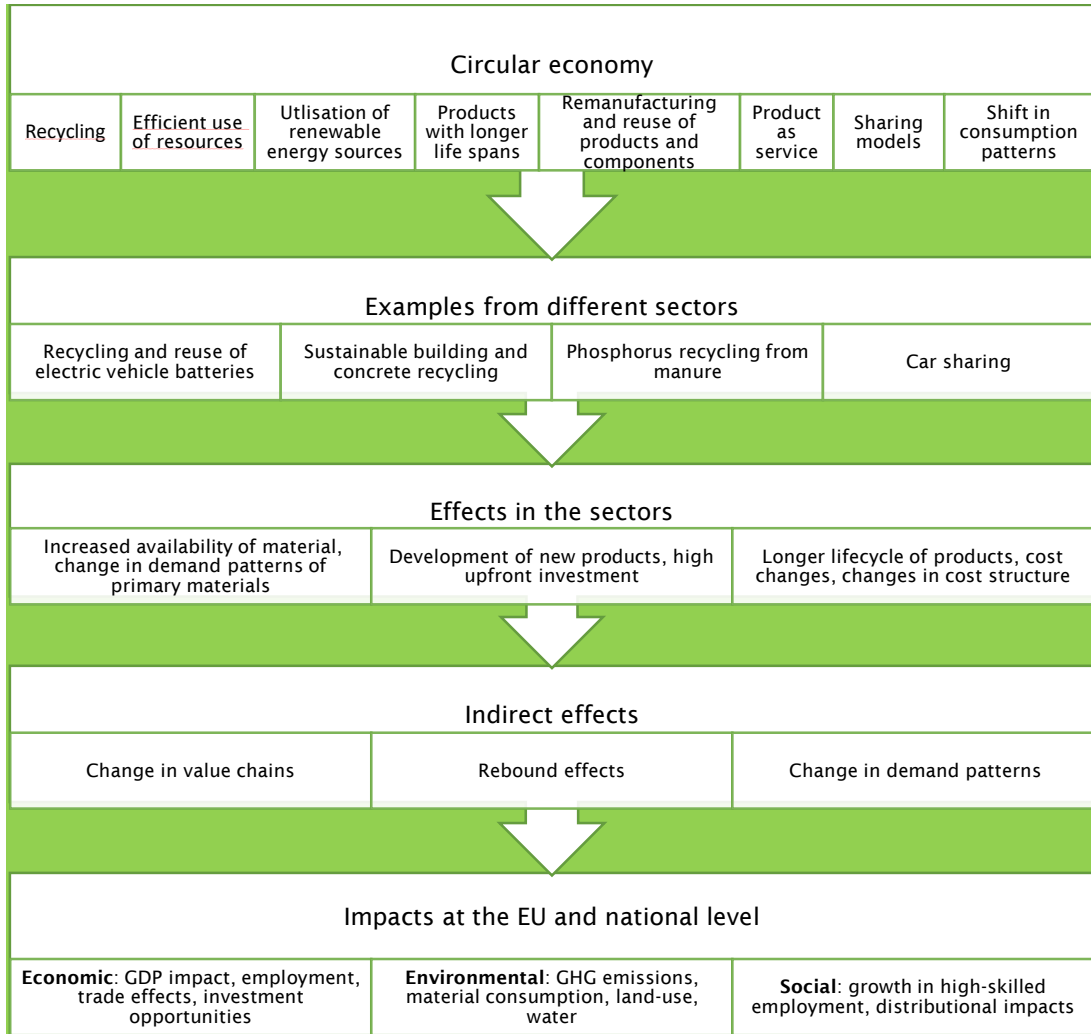 Circular economy
Recycling
Efficient use
of resources
Utlisation of
renewable
energy sources
Products
with longer
life spans
Remanufacturing
and reuse of
products and
components
Product
as
service
Sharing
models
Shift in
consumption
patterns
Examples from different sectors
Recycling and reuse of
electric vehicle batteries
Sustainable building and
concrete recycling
Phosphorus recycling from
manure
Car sharing
Effects in the sectors
Increased availability of material,
change in demand patterns of
primary materials
Development of new products, high
upfront investment
Longer lifecycle of products, cost
changes, changes in cost structure
Indirect effects
Change in value chains
Rebound effects
Change in demand patterns
Impacts at the EU and national level
Economic: GDP impact, employment,
trade effects, investment
opportunities
Environmental: GHG emissions,
material consumption, land-use,
water
Social: growth in high-skilled
employment, distributional impacts